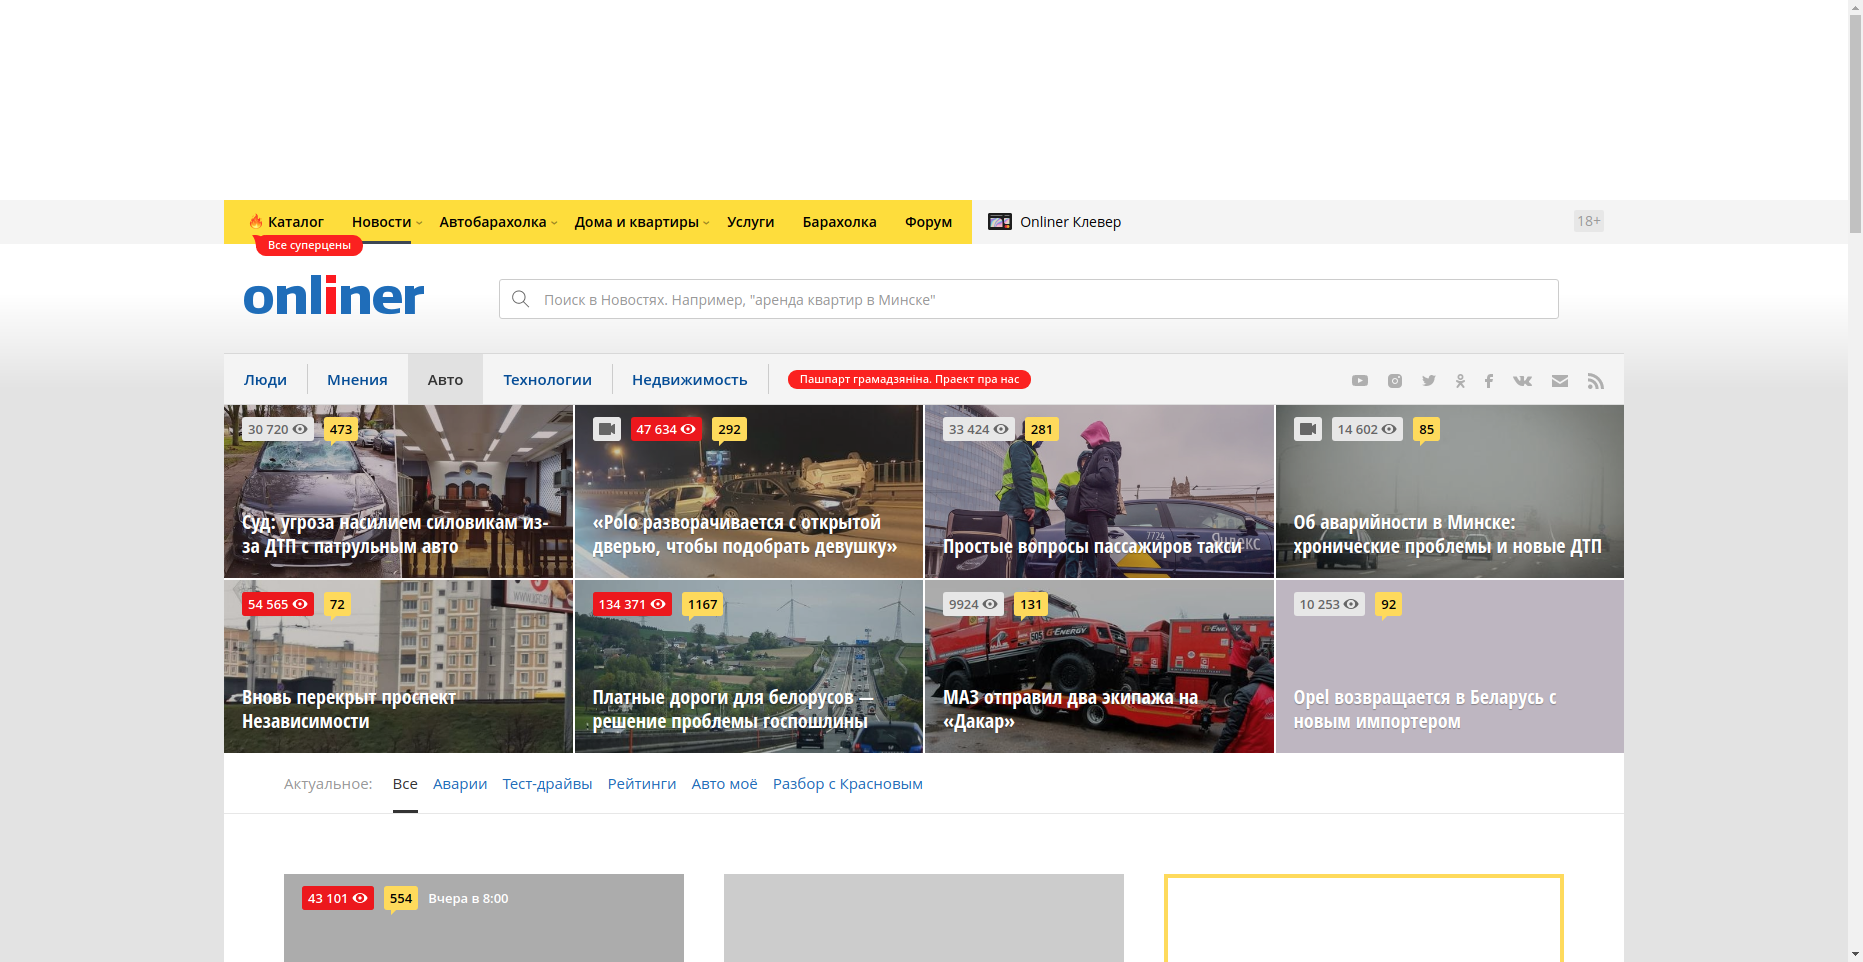 Каталог Новости Автобарахолка Дома и квартиры Услуги Барахолка Форум Onliner Клевер 18+
Все суперцены
onliner
Поиск в Новостях. Например, "аренда квартир в Минске"
Люди Мнения Авто Технологии Недвижимость Пашпарт грамадзяніна. Праект пра нас
30 720 473
Суд: угроза насилием силовикам из-
за ДТП с патрульным авто
47 634 292
«Polo разворачивается с открытой
дверью, чтобы подобрать девушку»
33 424 281
7724
Яндекс
Простые вопросы пассажиров такси
14 602 85
Об аварийности в Минске:
хронические проблемы и новые ДТП
54 565 72
Вновь перекрыт проспект
Независимости
134 371 1167
Платные дороги для белорусов —
решение проблемы госпошлины
9924 131
505 G-ENERGY
МАЗ отправил два экипажа на
«Дакар»
10 253 92
Opel возвращается в Беларусь с
новым импортером
Актуальное: Все Аварии Тест-драйвы Рейтинги Авто моё Разбор с Красновым
43 101 554 Вчера в 8:00